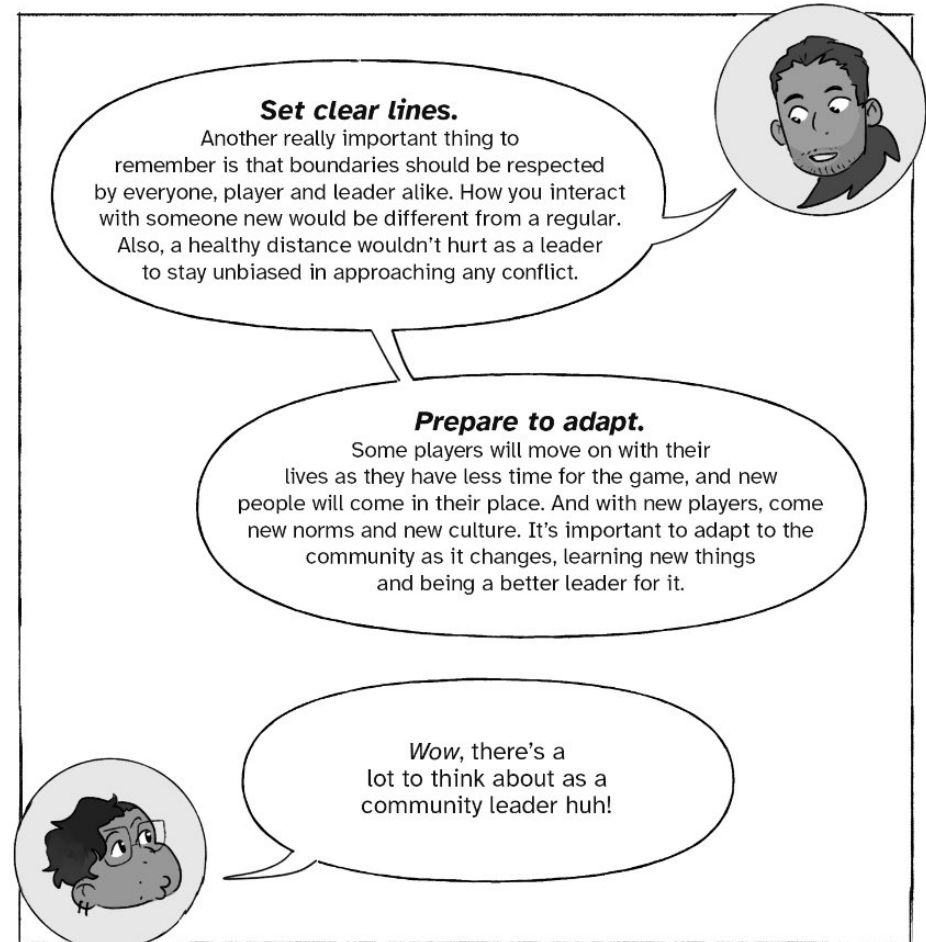 Set clear lines.
Another really important thing to
remember is that boundaries should be respected
by everyone, player and leader alike. How you interact
with someone new would be different from a regular.
Also, a healthy distance wouldn't hurt as a leader
to stay unbiased in approaching any conflict.
Prepare to adapt.
Some players will move on with their
lives as they have less time for the game, and new
people will come in their place. And with new players, come
new norms and new culture. It's important to adapt to the
community as it changes, learning new things
and being a better leader for it.
Wow, there's a
lot to think about as a
community leader huh!